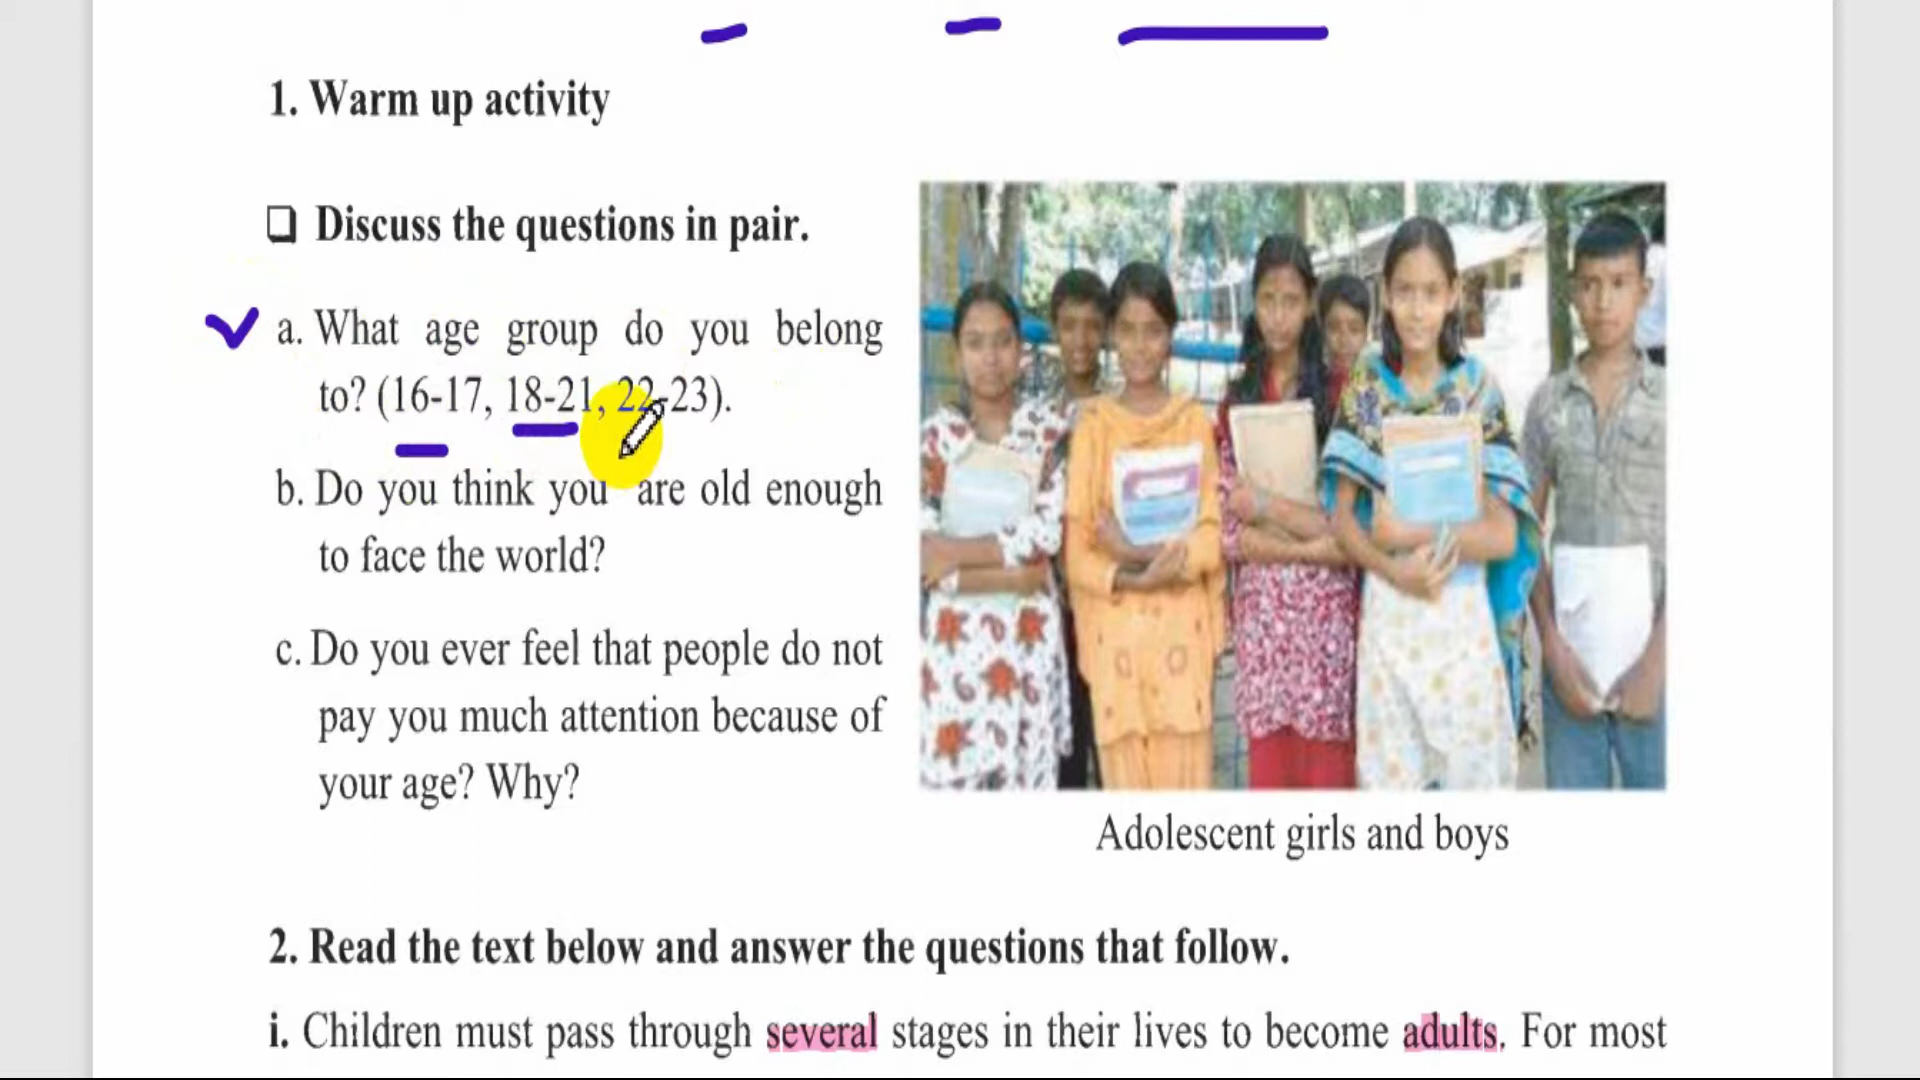 1. Warm up activity
❑ Discuss the questions in pair.
a. What age group do you belong
to? (16-17, 18-21, 22-23).
b. Do you think you are old enough
to face the world?
c. Do you ever feel that people do not
pay you much attention because of
your age? Why?
Adolescent girls and boys
2. Read the text below and answer the questions that follow.
i. Children must pass through several stages in their lives to become adults. For most